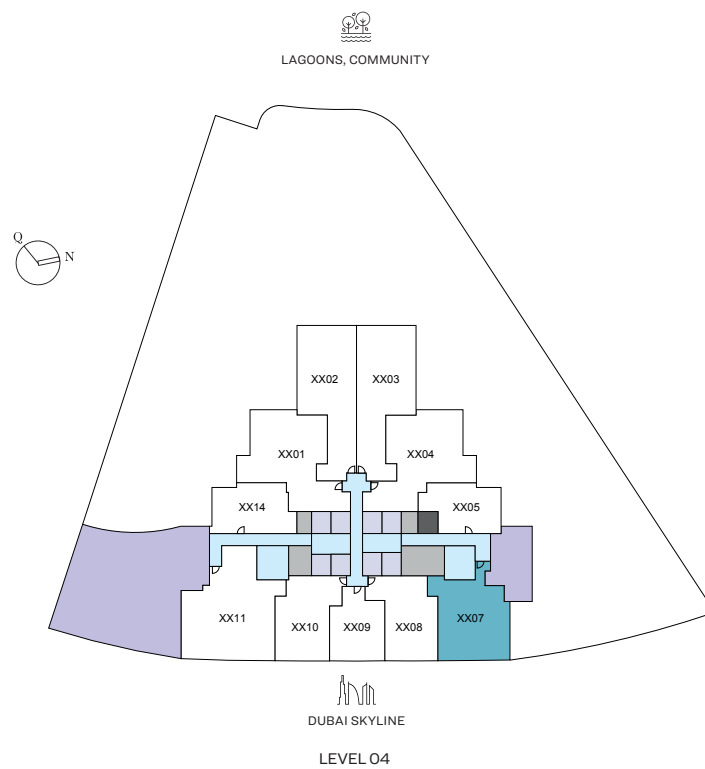 LAGOONS, COMMUNITY
Q
N
XX02 XX03
XX01 XX04
XX14 XX05
XX11 XX10 XX09 XX08 XX07
DUBAI SKYLINE
LEVEL 04